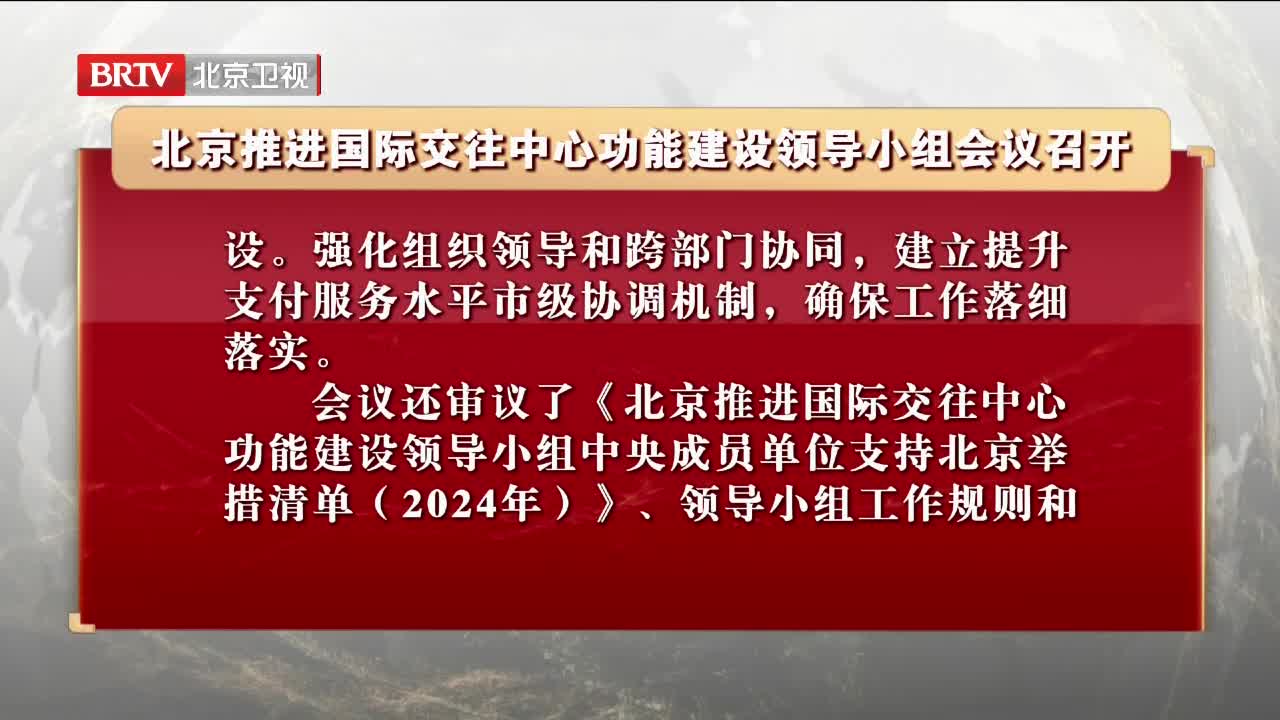 BRTV 北京卫视
北京推进国际交往中心功能建设领导小组会议召开
设。强化组织领导和跨部门协同，建立提升
支付服务水平市级协调机制，确保工作落细
落实。
会议还审议了《北京推进国际交往中心
功能建设领导小组中央成员单位支持北京举
措清单（2024年）》、领导小组工作规则和